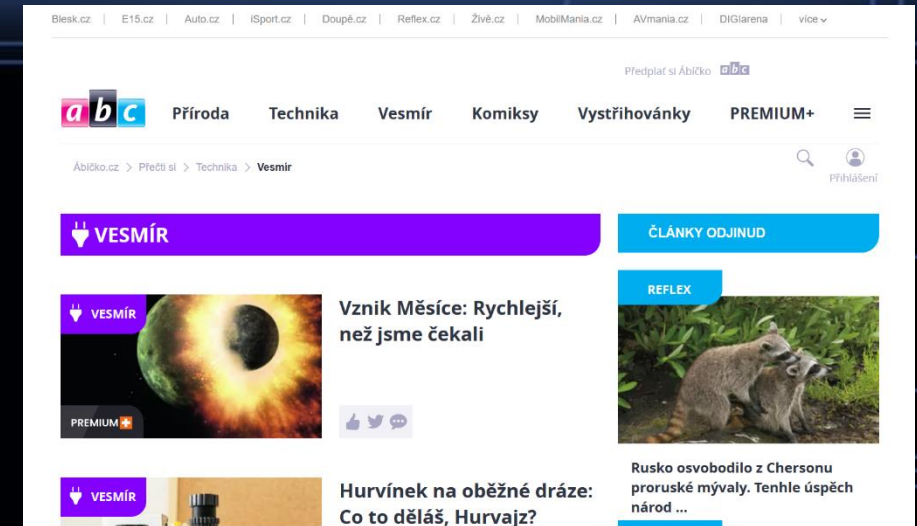 Blesk.cz | E15.cz | Auto.cz | iSport.cz | Doupě.cz | Reflex.cz | Živě.cz | MobilMania.cz | AVmania.cz | DIGIarena | více
Předplať si Ábíčko abc
abc Příroda Technika Vesmír Komiksy Vystřihovánky PREMIUM+
Ábíčko.cz > Přečti si > Technika > Vesmír
Přihlášení
VESMÍR
ČLÁNKY ODJINUD
VESMÍR
PREMIUM+
Vznik Měsíce: Rychlejší,
než jsme čekali
REFLEX
Rusko osvobodilo z Chersonu
proruské mývaly. Tenhle úspěch
národ ...
VESMÍR
Hurvínek na oběžné dráze:
Co to děláš, Hurvajz?